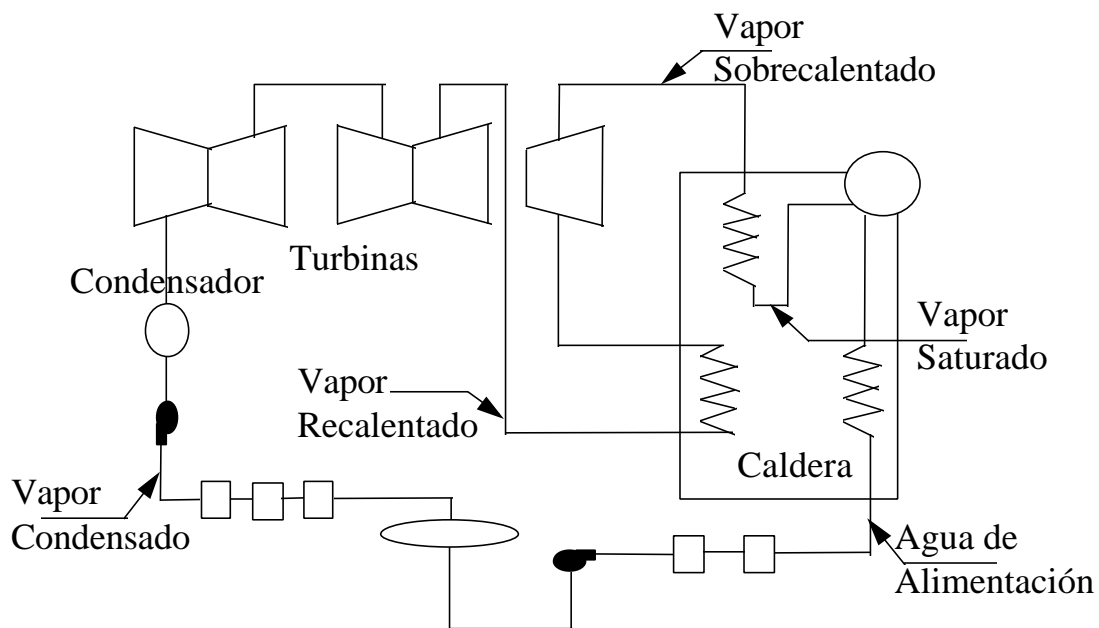 Vapor
Sobrecalentado
Turbinas
Condensador
Vapor
Saturado
Vapor
Recalentado
Caldera
Vapor
Condensado
Agua de
Alimentación